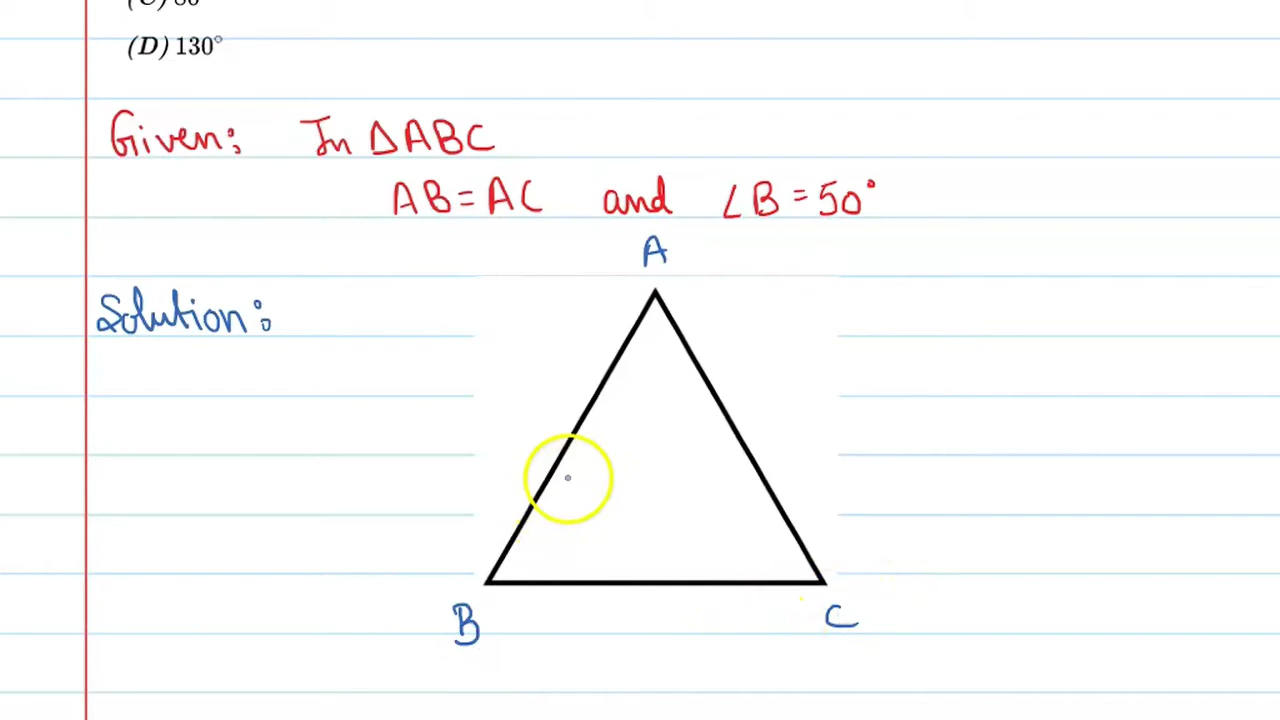 (D) 130°
Given: In ΔABC
AB = AC and ∠B = 50°
A
Solution:
B
C